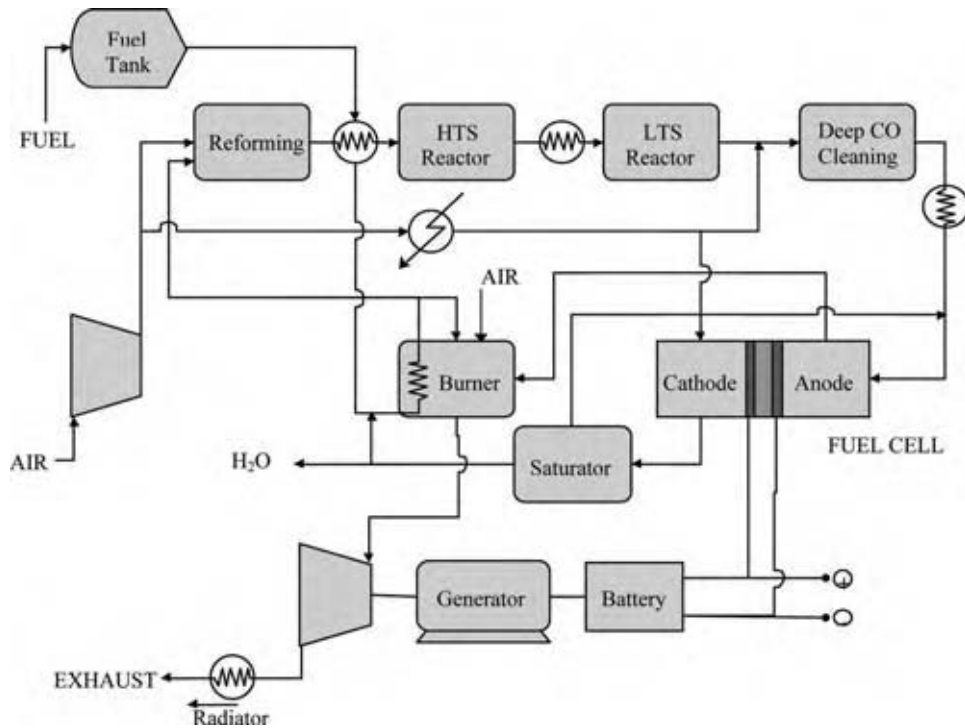 Fuel
Tank
FUEL
Reforming
HTS
Reactor
LTS
Reactor
Deep CO
Cleaning
AIR
Burner
Cathode
Anode
FUEL CELL
AIR
H₂O
Saturator
Generator
Battery
EXHAUST
Radiator